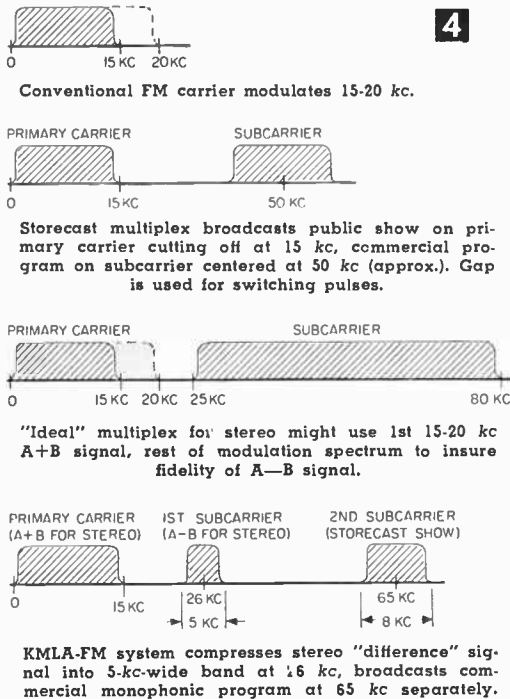 4
0 15 KC 20 KC
Conventional FM carrier modulates 15-20 kc.
PRIMARY CARRIER SUBCARRIER
0 15 KC 50 KC
Storecast multiplex broadcasts public show on pri-
mary carrier cutting off at 15 kc, commercial pro-
gram on subcarrier centered at 50 kc (approx.). Gap
is used for switching pulses.
PRIMARY CARRIER SUBCARRIER
0 15 KC 20 KC 25 KC 80 KC
"Ideal" multiplex for stereo might use 1st 15-20 kc
A+B signal, rest of modulation spectrum to insure
fidelity of A—B signal.
PRIMARY CARRIER 1ST SUBCARRIER 2ND SUBCARRIER
(A+B FOR STEREO) (A-B FOR STEREO) (STORECAST SHOW)
0 15 KC 26 KC 65 KC
5 KC 8 KC
KMLA-FM system compresses stereo "difference" sig-
nal into 5-kc-wide band at 26 kc, broadcasts com-
mercial monophonic program at 65 kc separately.